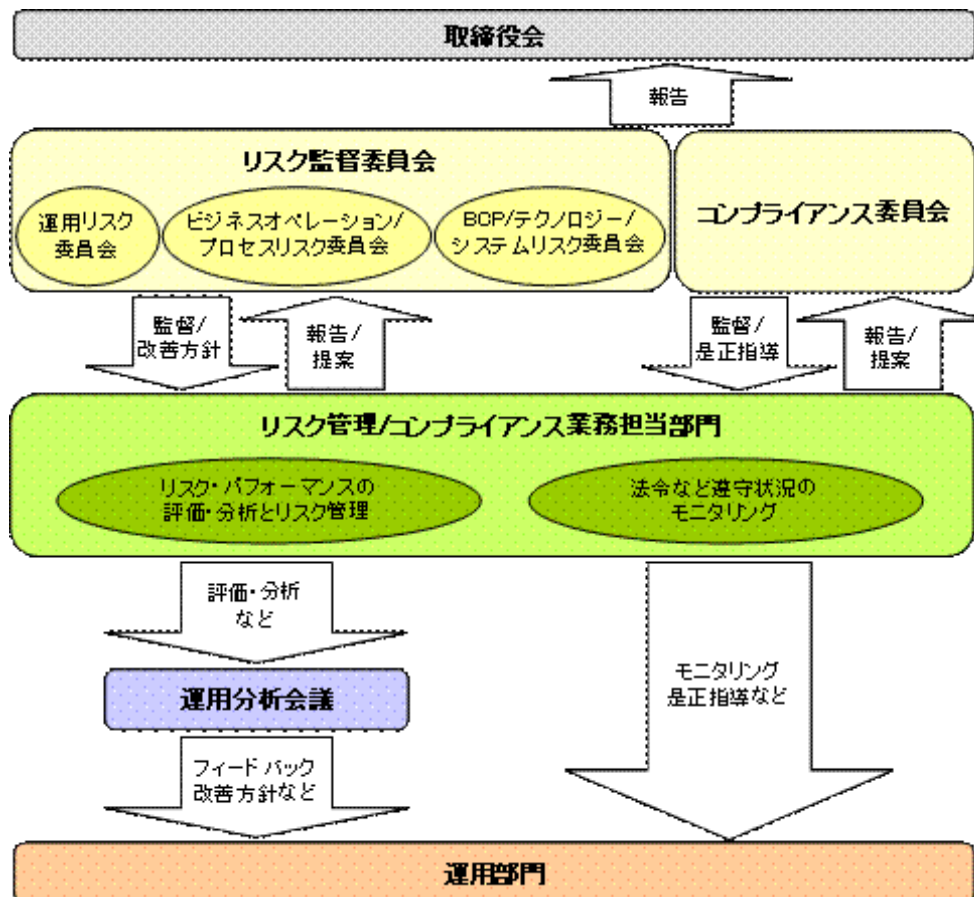 取締役会
報告
リスク監督委員会
運用リスク
委員会
ビジネスオペレーション/
プロセスリスク委員会
BCP/テクノロジー/
システムリスク委員会
コンプライアンス委員会
監督/
改善方針
報告/
提案
監督/
是正指導
報告/
提案
リスク管理/コンプライアンス業務担当部門
リスク・パフォーマンスの
評価・分析とリスク管理
法令など遵守状況の
モニタリング
評価・分析
など
運用分析会議
モニタリング
是正指導など
フィードバック
改善方針など
運用部門